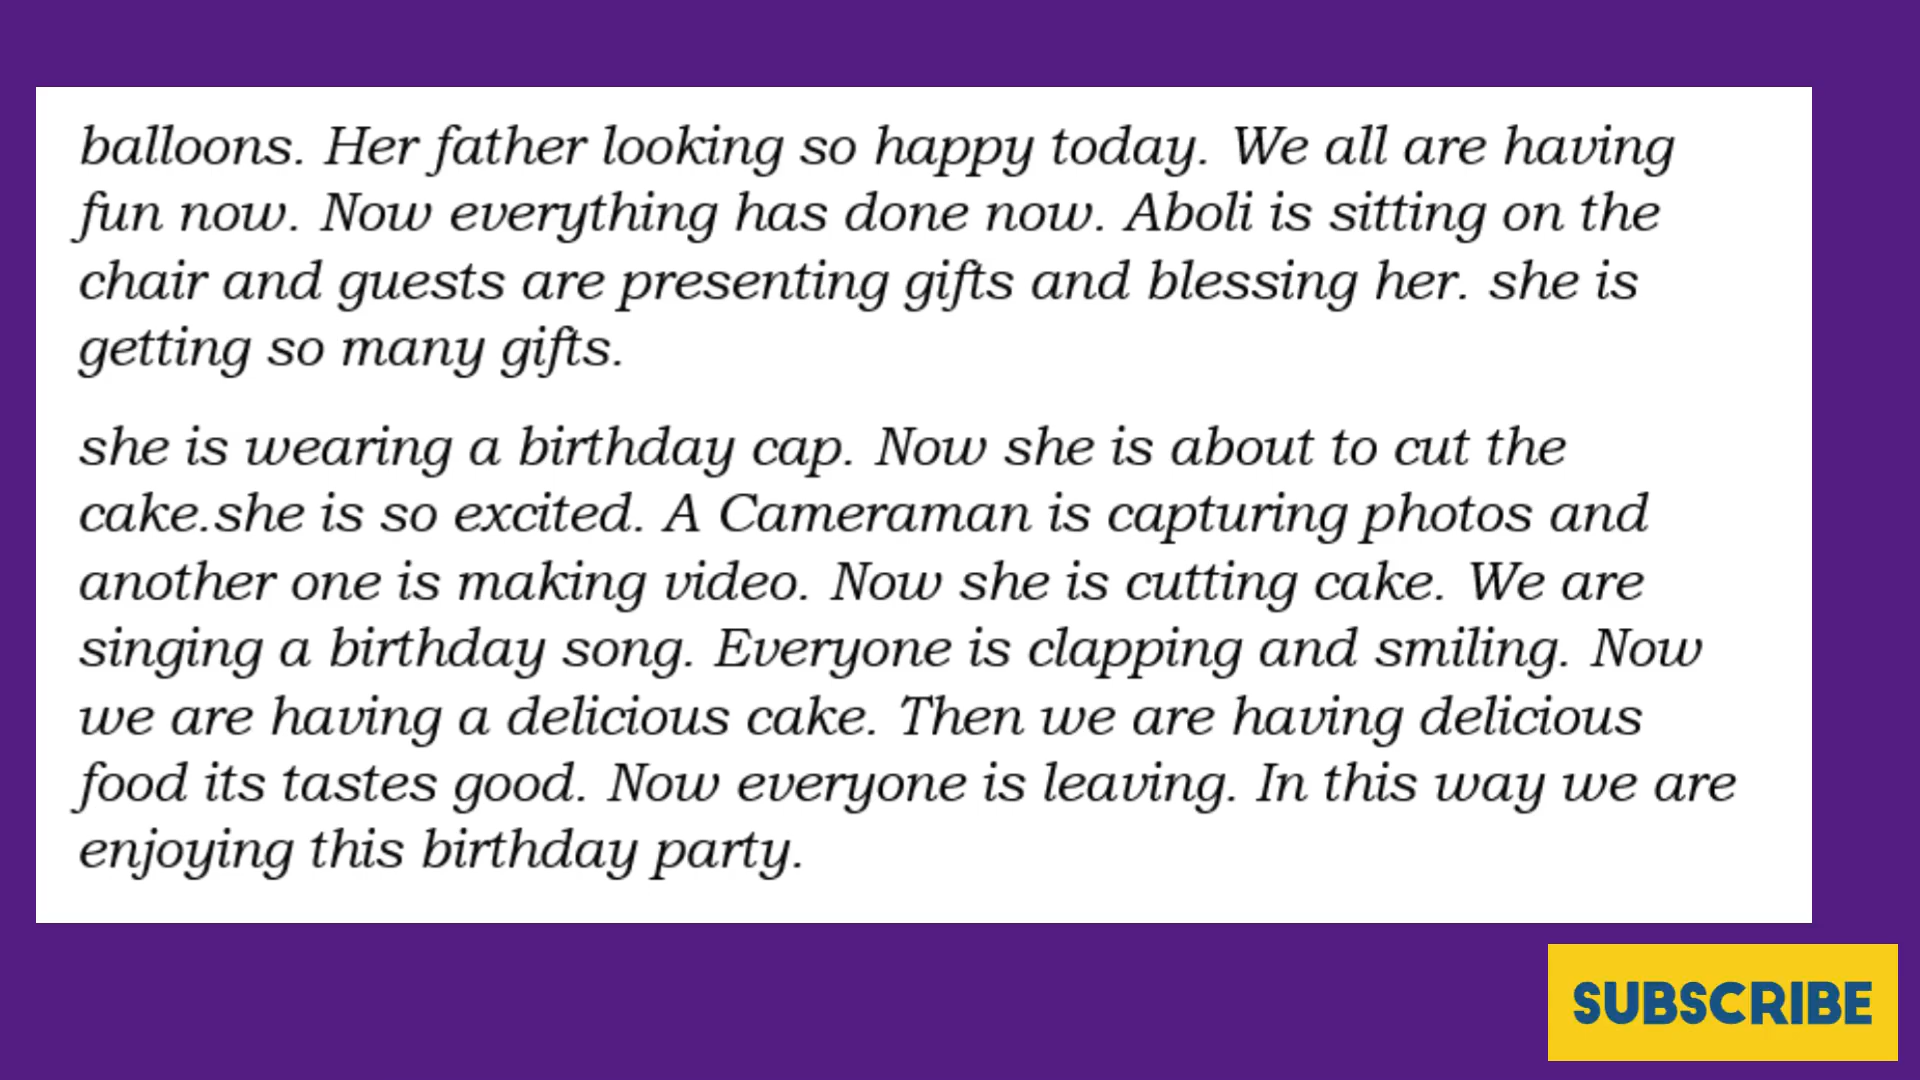 balloons. Her father looking so happy today. We all are having
fun now. Now everything has done now. Aboli is sitting on the
chair and guests are presenting gifts and blessing her. she is
getting so many gifts.
she is wearing a birthday cap. Now she is about to cut the
cake.she is so excited. A Cameraman is capturing photos and
another one is making video. Now she is cutting cake. We are
singing a birthday song. Everyone is clapping and smiling. Now
we are having a delicious cake. Then we are having delicious
food its tastes good. Now everyone is leaving. In this way we are
enjoying this birthday party.
SUBSCRIBE